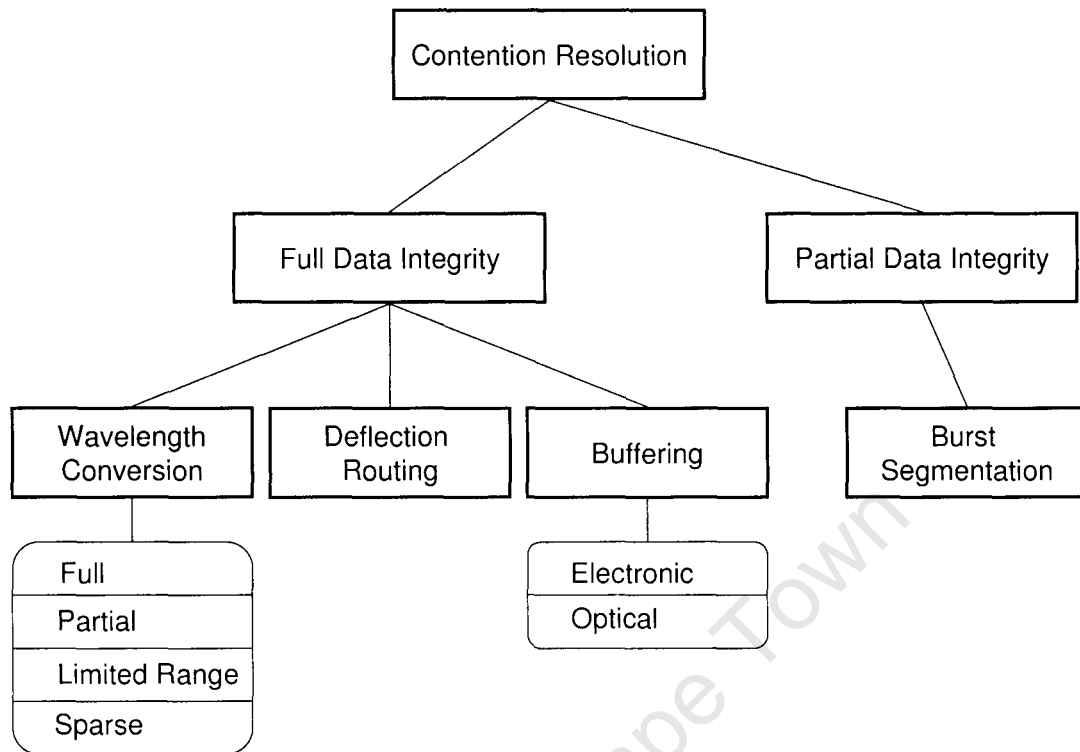 Contention Resolution
Full Data Integrity
Partial Data Integrity
Wavelength
Conversion
Deflection
Routing
Buffering
Burst
Segmentation
Full
Partial
Limited Range
Sparse
Electronic
Optical
Town